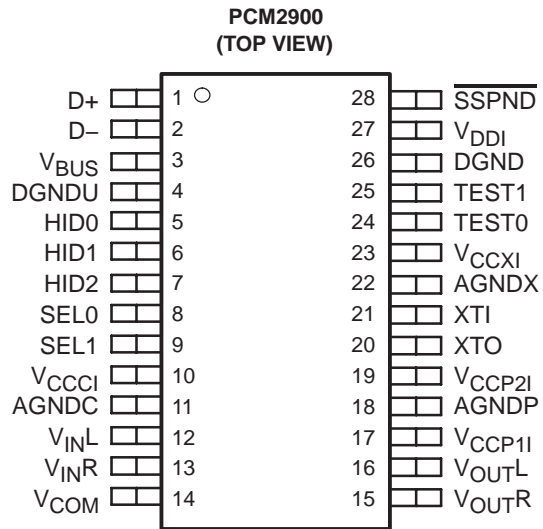 PCM2900
(TOP VIEW)
D+ 1 28 SSPND
D– 2 27 VDDI
VBUS 3 26 DGND
DGNDU 4 25 TEST1
HID0 5 24 TEST0
HID1 6 23 VCCXI
HID2 7 22 AGNDX
SEL0 8 21 XTI
SEL1 9 20 XTO
VCCCI 10 19 VCCP2I
AGNDC 11 18 AGNDP
VINL 12 17 VCCP1I
VINR 13 16 VOUTL
VCOM 14 15 VOUTR